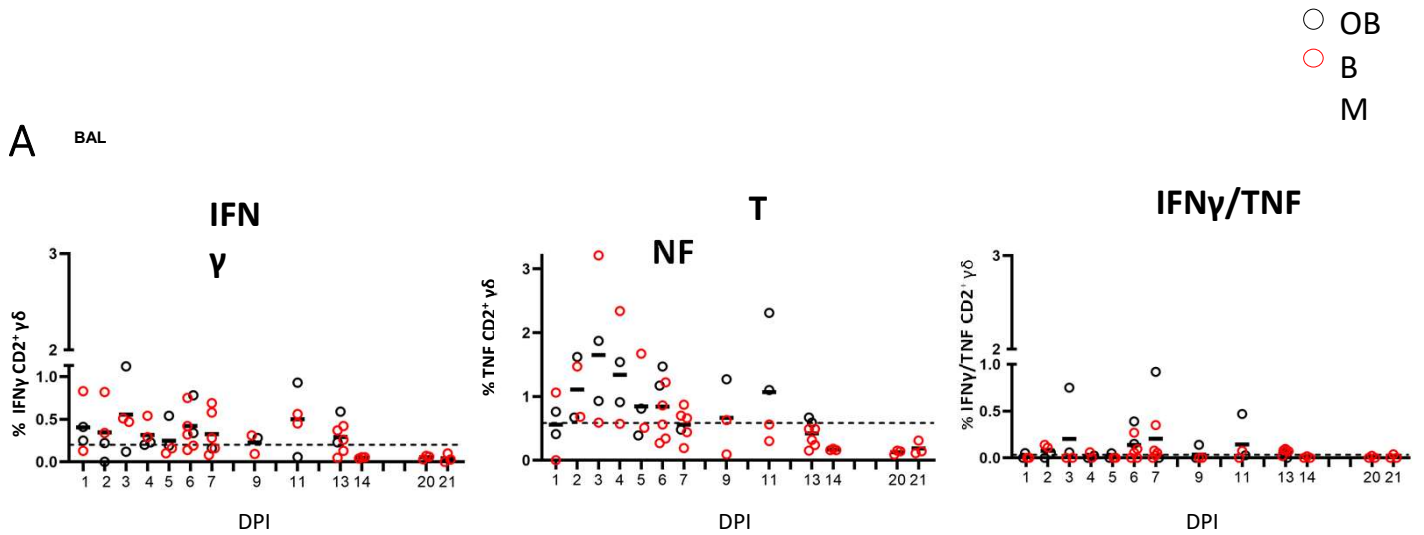 OB
B
M
A
BAL
IFN
γ
T
NF
IFNγ/TNF
% IFNγ CD2⁺ γδ
3
2
1.0
0.5
0.0
1 2 3 4 5 6 7 9 11 13 14 20 21
DPI
% TNF CD2⁺ γδ
3
2
1
0
1 2 3 4 5 6 7 9 11 13 14 20 21
DPI
% IFNγ/TNF CD2⁺ γδ
3
2
1.0
0.5
0.0
1 2 3 4 5 6 7 9 11 13 14 20 21
DPI